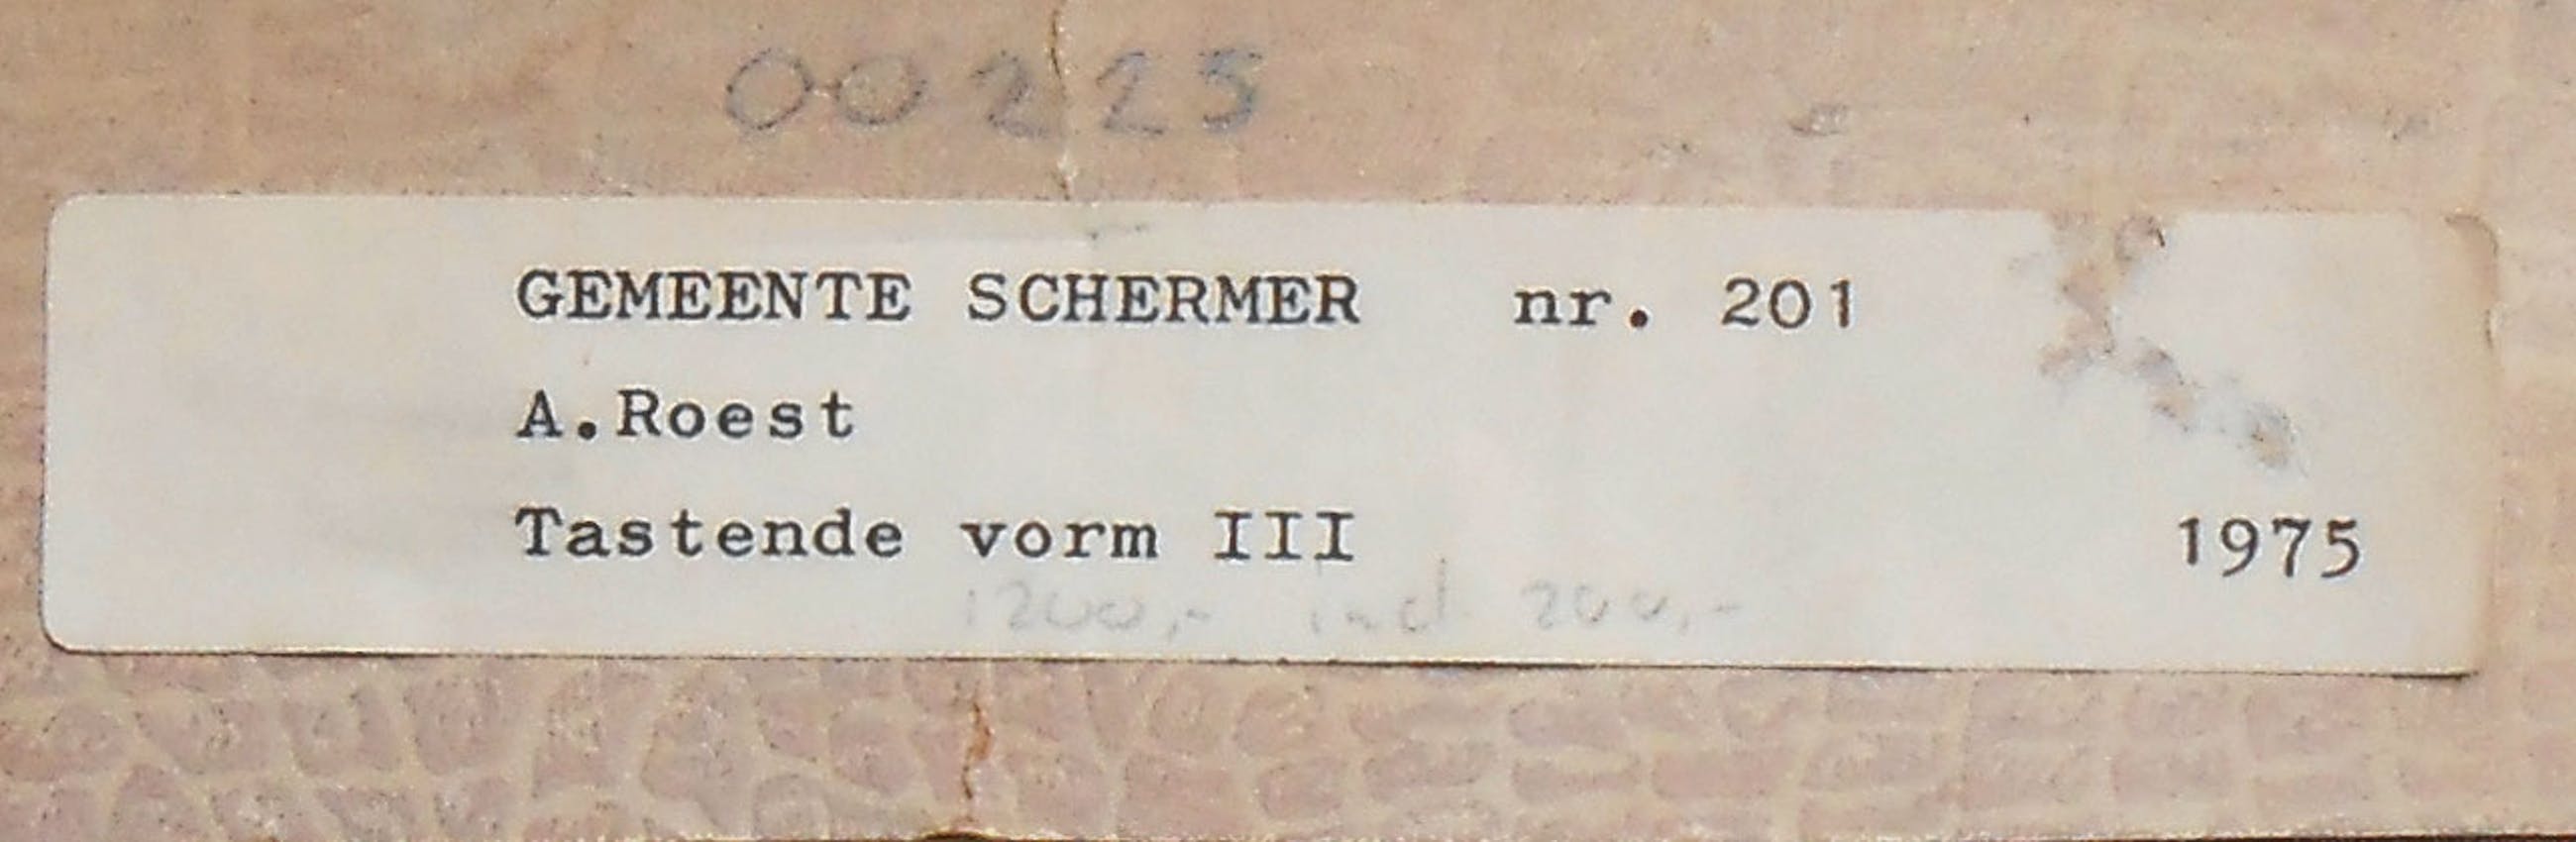 00225
GEMEENTE SCHERMER nr. 201
A.Roest
Tastende vorm III 1975
1200,- incl 200,-